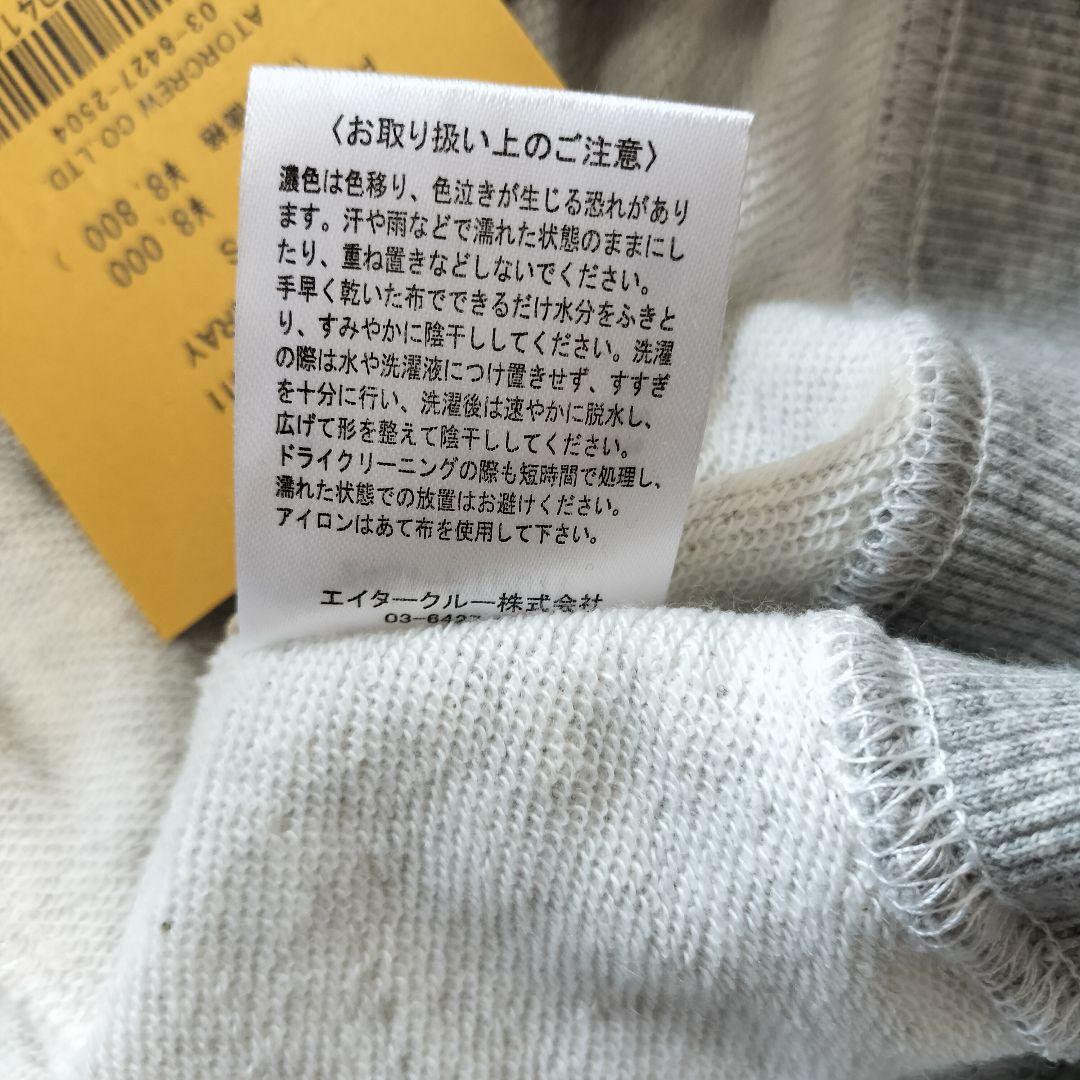 〈お取り扱い上のご注意〉
濃色は色移り、色泣きが生じる恐れがあり
ます。汗や雨などで濡れた状態のままにし
たり、重ね置きなどしないでください。
手早く乾いた布でできるだけ水分をふきと
り、すみやかに陰干ししてください。洗濯
の際は水や洗濯液につけ置きせず、すすぎ
を十分に行い、洗濯後は速やかに脱水し、
広げて形を整えて陰干ししてください。
ドライクリーニングの際も短時間で処理し、
濡れた状態での放置はお避けください。
アイロンはあて布を使用して下さい。
エイタークルー株式会社
03-6427
RAY
S
価格 ¥8,000
¥8,800 )
ATORCREW CO.,LTD.
03-6427-2504